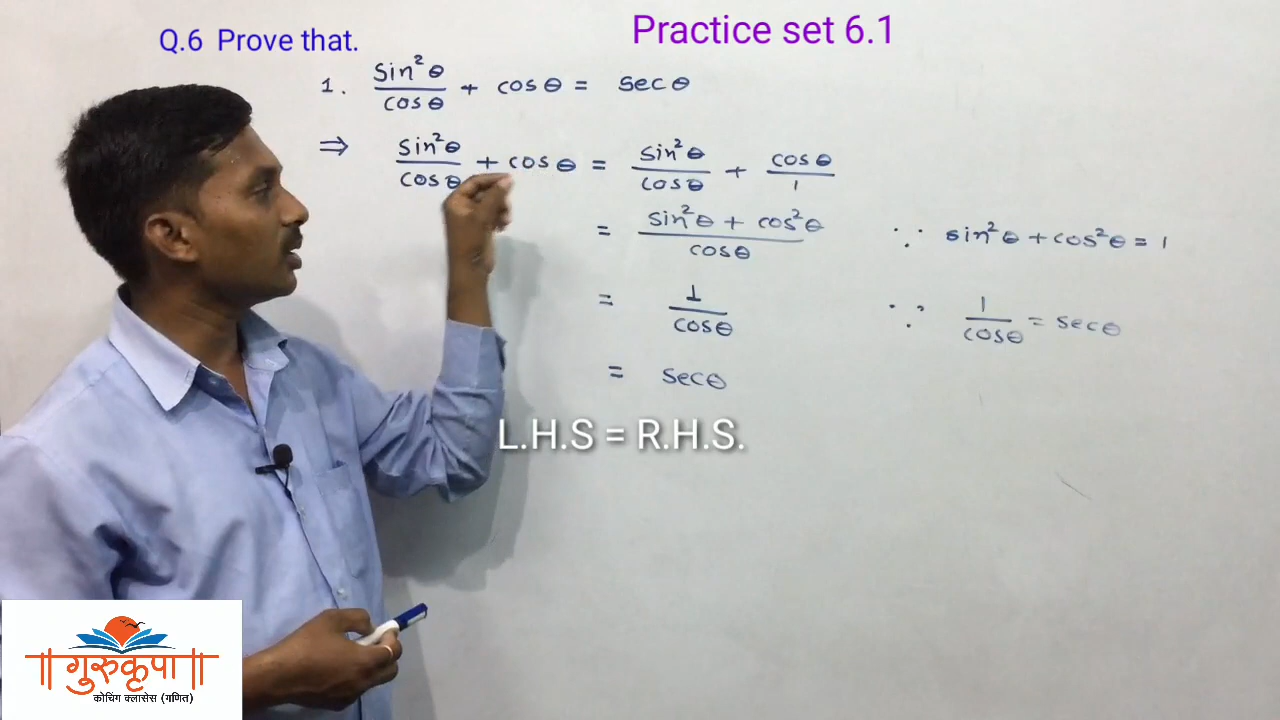 Practice set 6.1
Q.6 Prove that.
1. sin²θ/cosθ + cosθ = secθ
⇒ sin²θ/cosθ + cosθ = sin²θ/cosθ + cosθ/1
= sin²θ + cos²θ/cosθ ∵ sin²θ + cos²θ = 1
= 1/cosθ ∵ 1/cosθ = secθ
= secθ
L.H.S = R.H.S.
॥ गुरुकृपा ॥
कोचिंग क्लासेस (गणित)